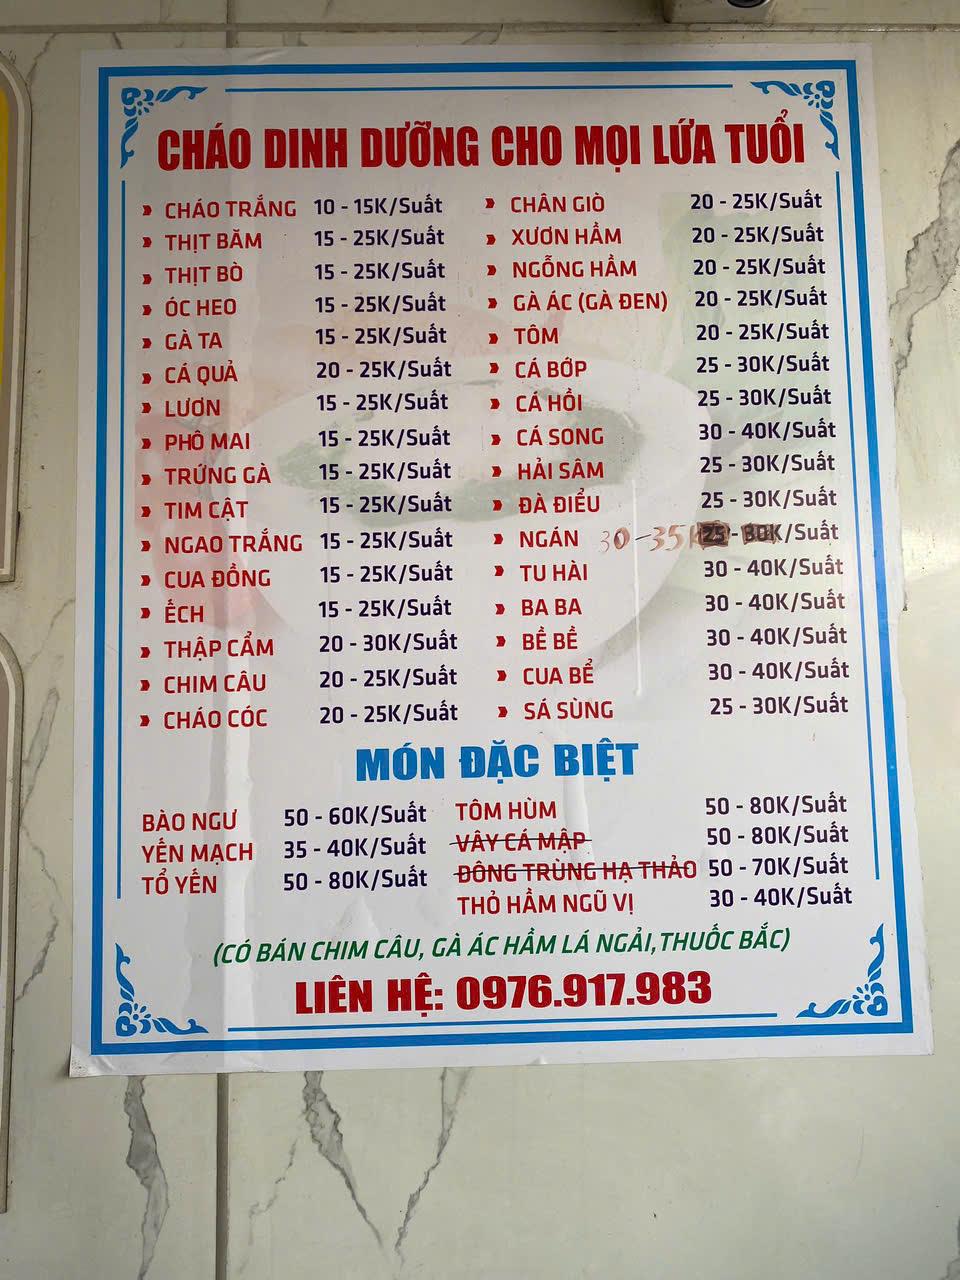 CHÁO DINH DƯỠNG CHO MỌI LỨA TUỔI
CHÁO TRẮNG 10 - 15K/Suất
THỊT BĂM 15 - 25K/Suất
THỊT BÒ 15 - 25K/Suất
ÓC HEO 15 - 25K/Suất
GÀ TA 15 - 25K/Suất
CÁ QUẢ 20 - 25K/Suất
LƯƠN 15 - 25K/Suất
PHÔ MAI 15 - 25K/Suất
TRỨNG GÀ 15 - 25K/Suất
TIM CẬT 15 - 25K/Suất
NGAO TRẮNG 15 - 25K/Suất
CUA ĐỒNG 15 - 25K/Suất
ẾCH 15 - 25K/Suất
THẬP CẨM 20 - 30K/Suất
CHIM CÂU 20 - 25K/Suất
CHÁO CÓC 20 - 25K/Suất
CHÂN GIÒ 20 - 25K/Suất
XƯƠN HẦM 20 - 25K/Suất
NGỖNG HẦM 20 - 25K/Suất
GÀ ÁC (GÀ ĐEN) 20 - 25K/Suất
TÔM 20 - 25K/Suất
CÁ BỚP 25 - 30K/Suất
CÁ HỒI 25 - 30K/Suất
CÁ SONG 30 - 40K/Suất
HẢI SÂM 25 - 30K/Suất
ĐÀ ĐIỂU 25 - 30K/Suất
NGÁN 30-35K 25 - 30K/Suất
TU HÀI 30 - 40K/Suất
BA BA 30 - 40K/Suất
BỀ BỀ 30 - 40K/Suất
CUA BỂ 30 - 40K/Suất
SÁ SÙNG 25 - 30K/Suất
MÓN ĐẶC BIỆT
BÀO NGƯ 50 - 60K/Suất
YẾN MẠCH 35 - 40K/Suất
TỔ YẾN 50 - 80K/Suất
TÔM HÙM 50 - 80K/Suất
VÂY CÁ MẬP 50 - 80K/Suất
ĐÔNG TRÙNG HẠ THẢO 50 - 70K/Suất
THỎ HẦM NGŨ VỊ 30 - 40K/Suất
(CÓ BÁN CHIM CÂU, GÀ ÁC HẦM LÁ NGẢI, THUỐC BẮC)
LIÊN HỆ: 0976.917.983